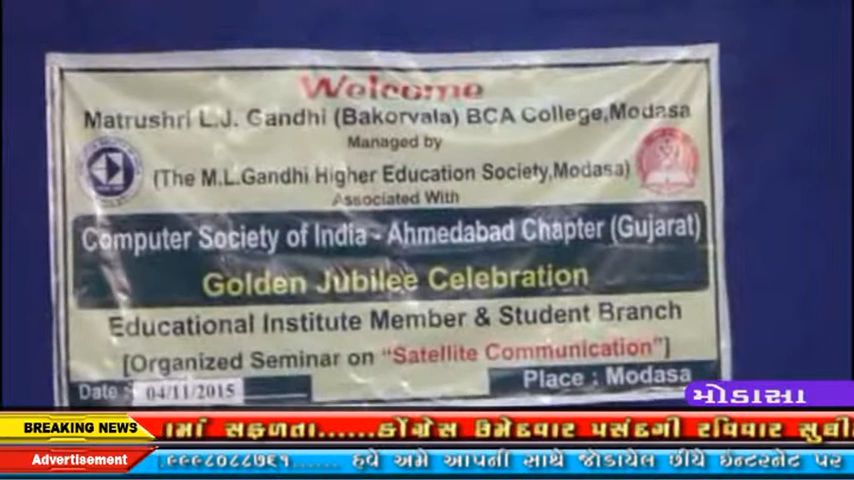 Welcome
Matrushri L.J. Gandhi (Bakorvala) BCA College,Modasa
Managed by
(The M.L.Gandhi Higher Education Society,Modasa)
Associated With
Computer Society of India - Ahmedabad Chapter (Gujarat)
Golden Jubilee Celebration
Educational Institute Member & Student Branch
[Organized Seminar on "Satellite Communication"]
Date : 04/11/2015
Place : Modasa
મોડાસા
BREAKING NEWS
સફળતા......કોંગ્રેસ ઉમેદવાર પસંદગી રવિવાર સુધી
Advertisement
૯૯૯૮૦૮૮૭૬૧...... હવે અમે આપની સાથે જોડાયેલ છીયે ઇન્ટરનેટ પર